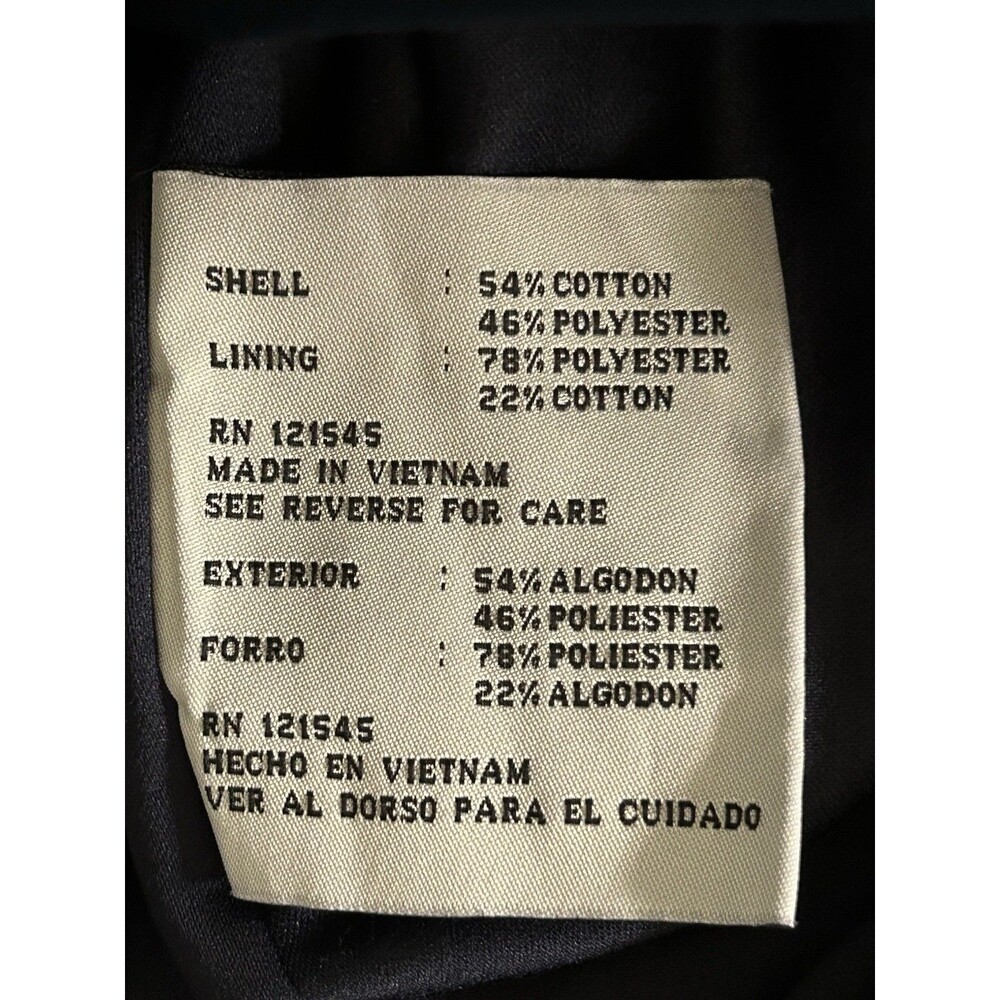 SHELL : 54% COTTON
46% POLYESTER
LINING : 78% POLYESTER
22% COTTON
RN 121545
MADE IN VIETNAM
SEE REVERSE FOR CARE
EXTERIOR : 54% ALGODON
46% POLIESTER
FORRO : 78% POLIESTER
22% ALGODON
RN 121545
HECHO EN VIETNAM
VER AL DORSO PARA EL CUIDADO